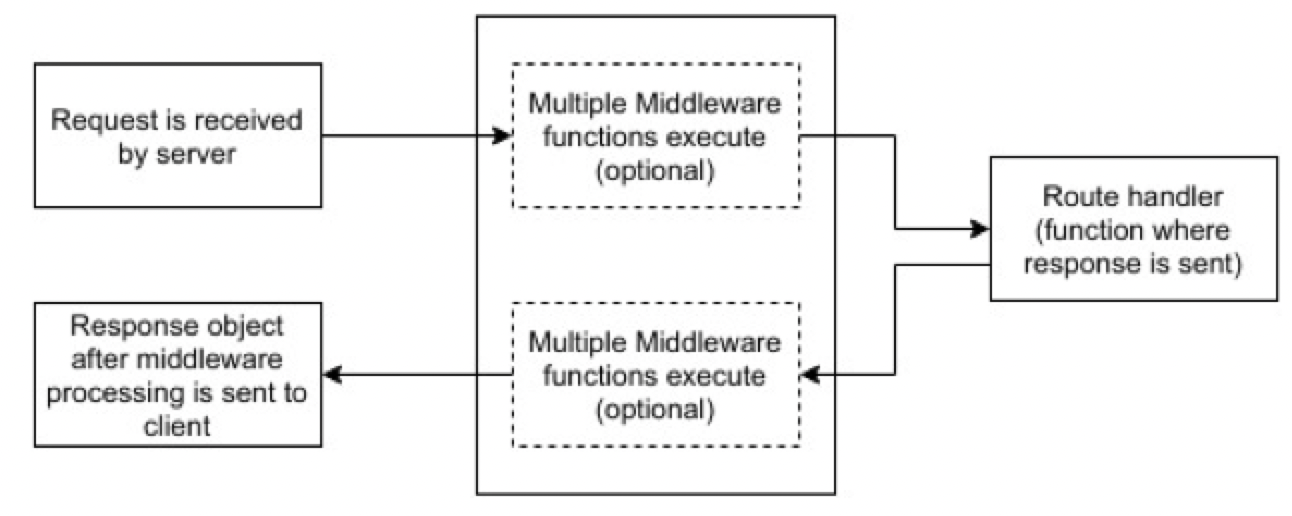 Request is received
by server
Multiple Middleware
functions execute
(optional)
Route handler
(function where
response is sent)
Multiple Middleware
functions execute
(optional)
Response object
after middleware
processing is sent to
client